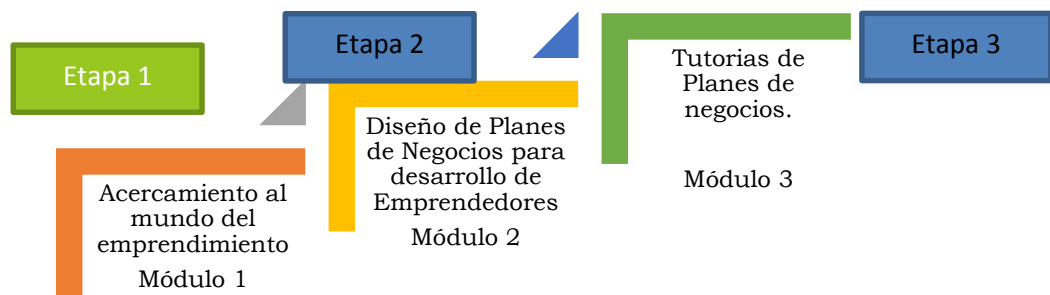 Etapa 1
Acercamiento al
mundo del
emprendimiento
Módulo 1
Etapa 2
Diseño de Planes
de Negocios para
desarrollo de
Emprendedores
Módulo 2
Etapa 3
Tutorias de
Planes de
negocios.
Módulo 3